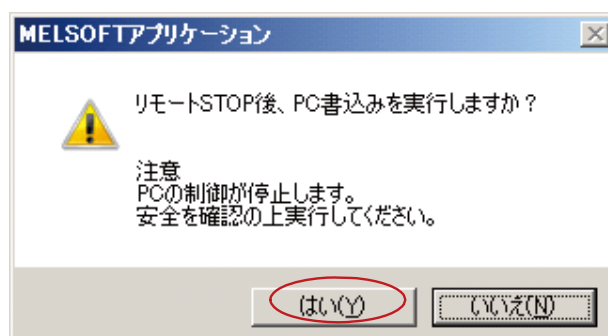 MELSOFTアプリケーション
リモートSTOP後、PC書込みを実行しますか？
注意
PCの制御が停止します。
安全を確認の上実行してください。
はい(Y)
いいえ(N)